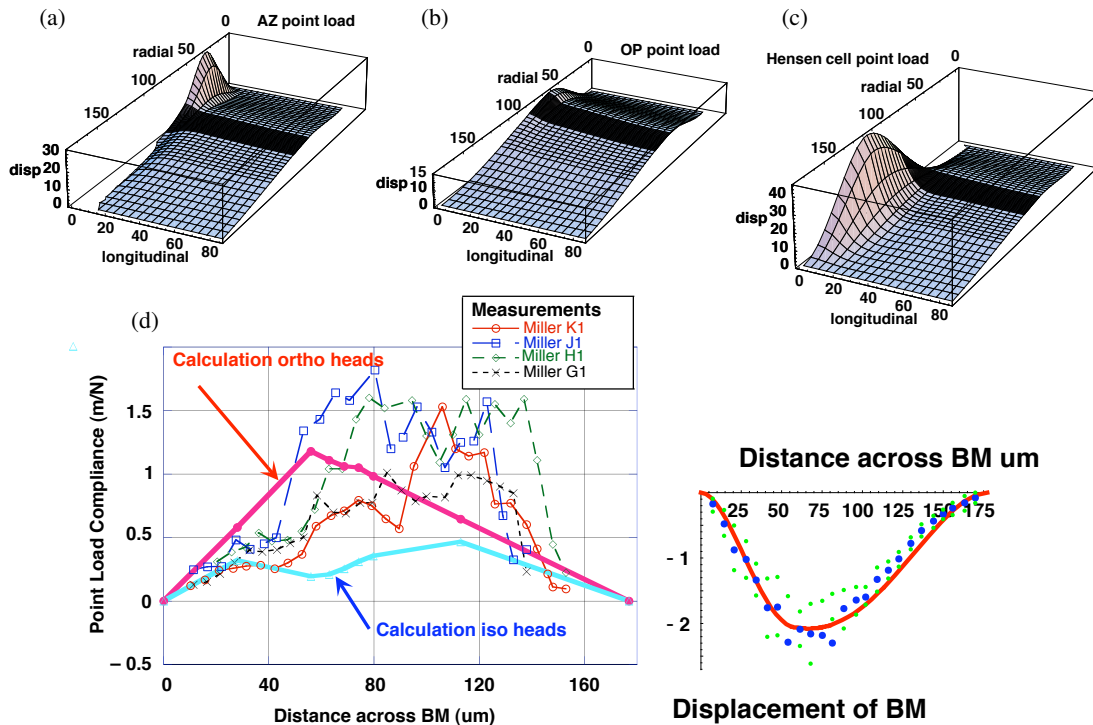 (a)
AZ point load
0
radial
50
100
150
30
20
10
0
disp
0
20
40
60
80
longitudinal
(b)
OP point load
0
radial
50
100
150
15
10
5
0
disp
0
20
40
60
80
longitudinal
(c)
Hensen cell point load
0
radial
50
100
150
40
30
20
10
0
disp
0
20
40
60
80
longitudinal
(d)
Measurements
Miller K1
Miller J1
Miller H1
Miller G1
Calculation ortho heads
Calculation iso heads
Point Load Compliance (m/N)
1.5
1
0.5
0
– 0.5
0
40
80
120
160
Distance across BM (um)
Distance across BM um
25
50
75
100
125
150
175
- 1
- 2
Displacement of BM